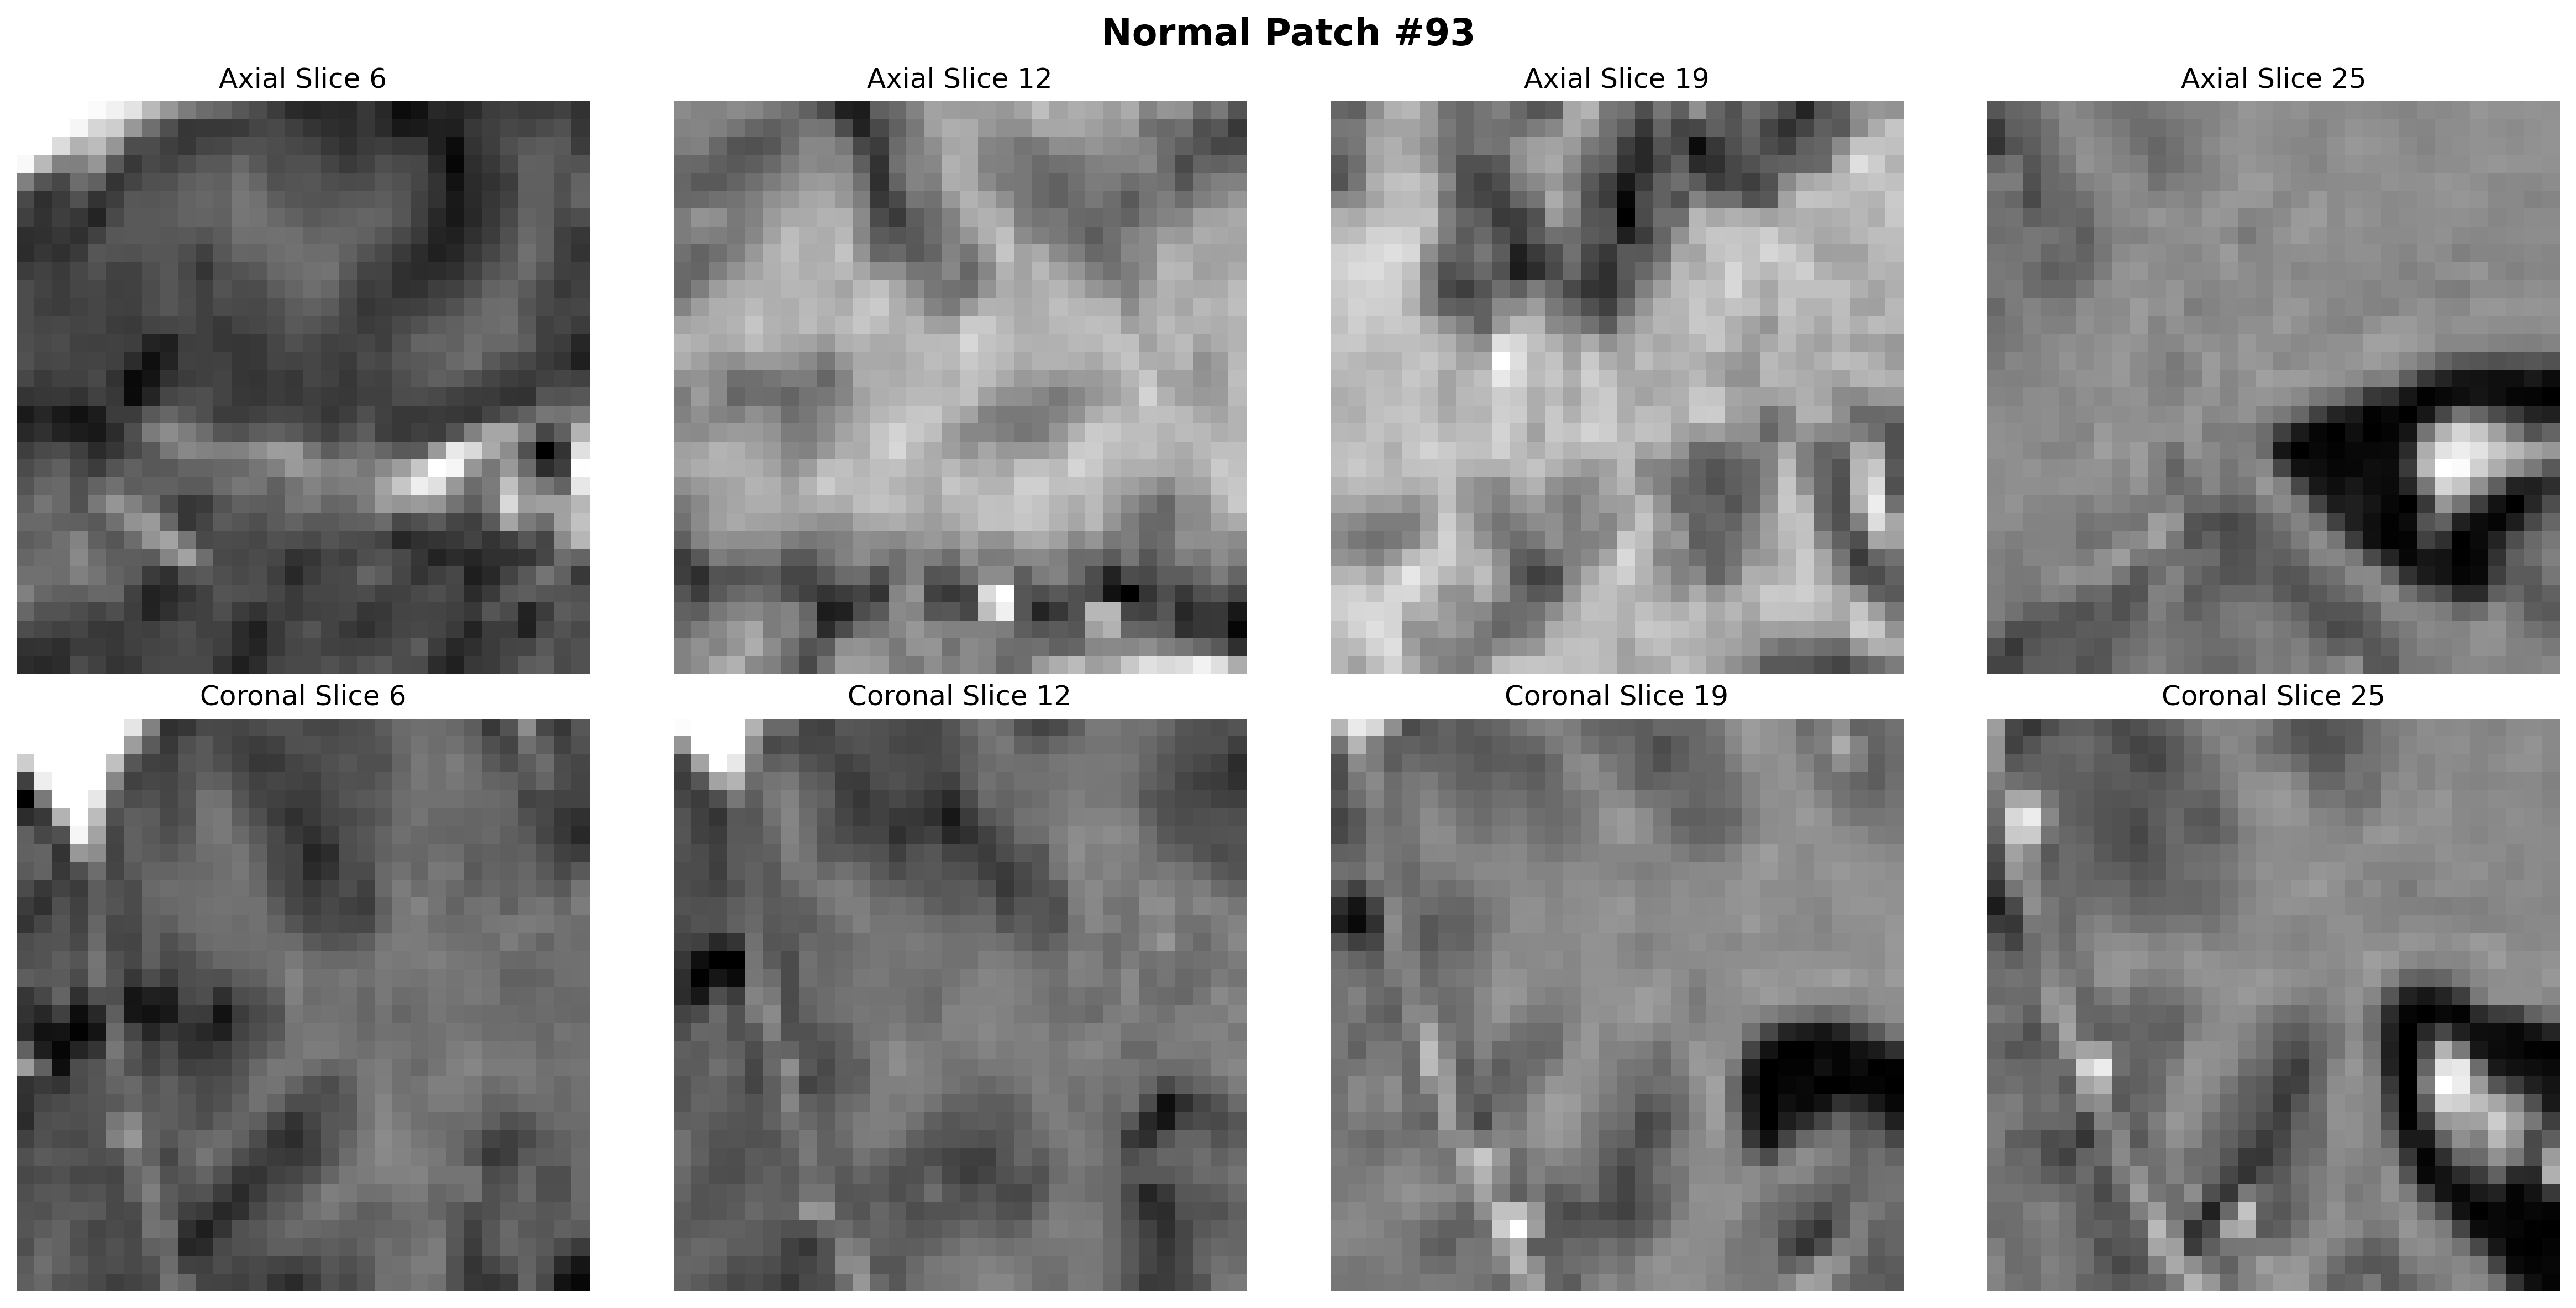 Normal Patch #93
Axial Slice 6
Axial Slice 12
Axial Slice 19
Axial Slice 25
Coronal Slice 6
Coronal Slice 12
Coronal Slice 19
Coronal Slice 25